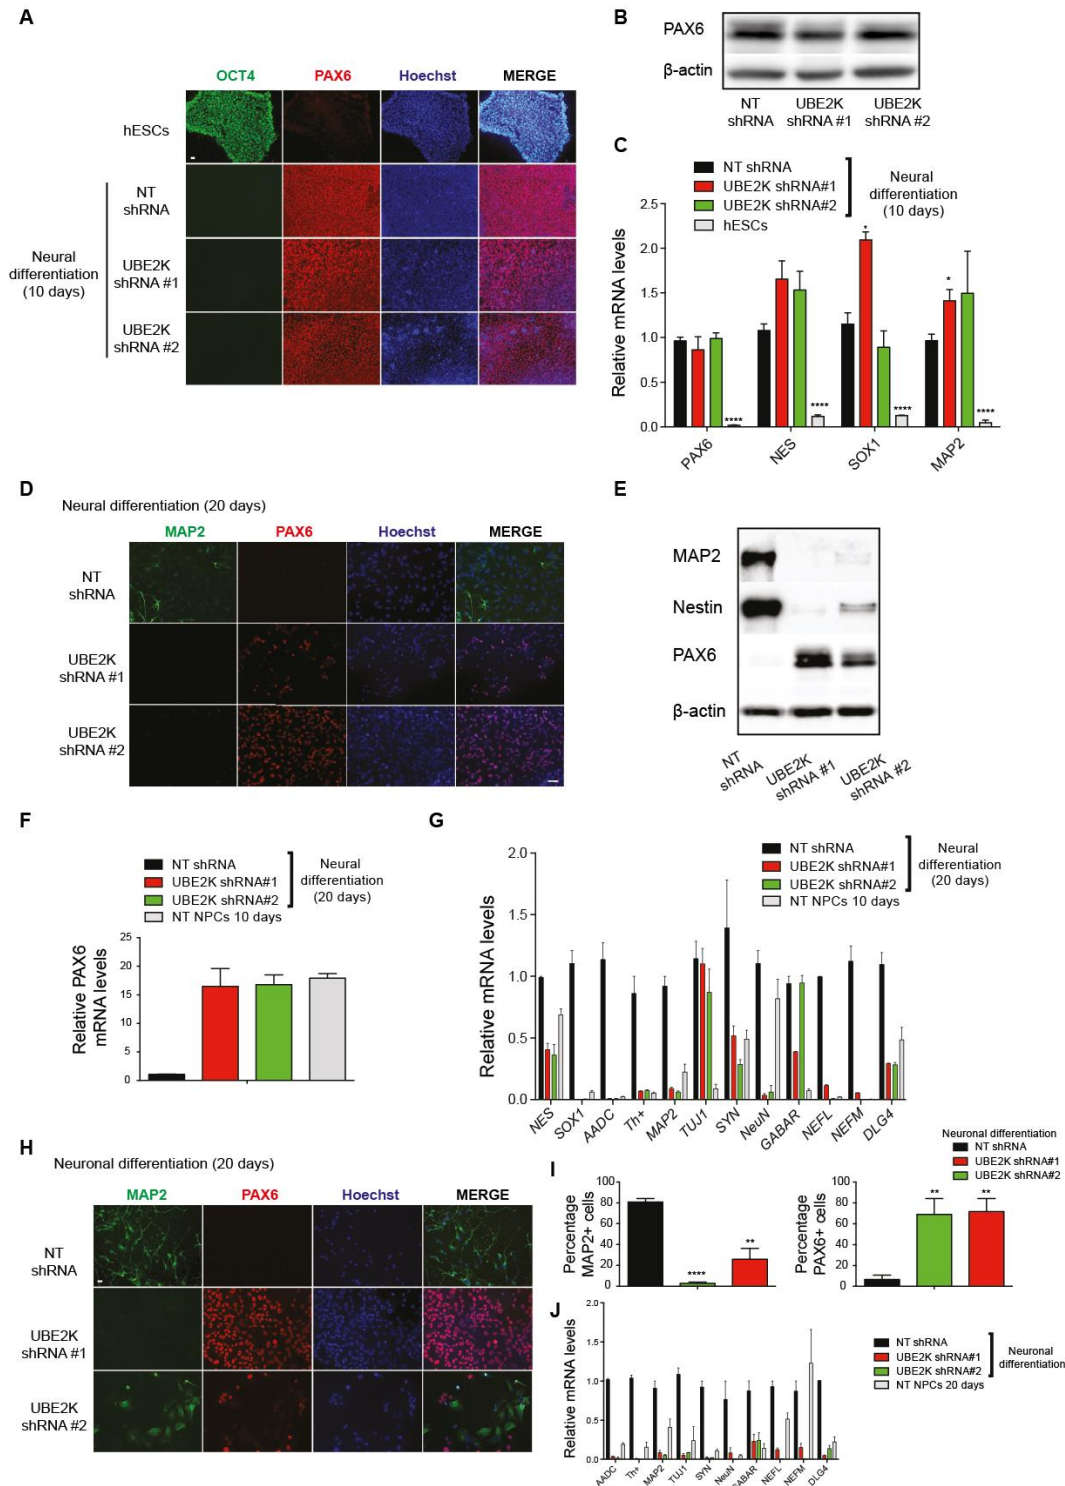 A
OCT4 PAX6 Hoechst MERGE
hESCs
NT
shRNA
Neural
differentiation
(10 days)
UBE2K
shRNA #1
UBE2K
shRNA #2
B
PAX6
β-actin
NT
shRNA
UBE2K
shRNA #1
UBE2K
shRNA #2
C
NT shRNA
UBE2K shRNA#1
UBE2K shRNA#2
hESCs
Neural
differentiation
(10 days)
Relative mRNA levels
2.5
2.0
1.5
1.0
0.5
0.0
****
****
*
****
*
****
PAX6 NES SOX1 MAP2
D
Neural differentiation (20 days)
MAP2 PAX6 Hoechst MERGE
NT
shRNA
UBE2K
shRNA #1
UBE2K
shRNA #2
E
MAP2
Nestin
PAX6
β-actin
NT
shRNA
UBE2K
shRNA #1
UBE2K
shRNA #2
F
NT shRNA
UBE2K shRNA#1
UBE2K shRNA#2
NT NPCs 10 days
Neural
differentiation
(20 days)
Relative PAX6
mRNA levels
25
20
15
10
5
0
G
NT shRNA
UBE2K shRNA#1
UBE2K shRNA#2
NT NPCs 10 days
Neural
differentiation
(20 days)
Relative mRNA levels
2.0
1.5
1.0
0.5
0.0
NES SOX1 AADC Th+ MAP2 TUJ1 SYN NeuN GABAR NEFL NEFM DLG4
H
Neuronal differentiation (20 days)
MAP2 PAX6 Hoechst MERGE
NT
shRNA
UBE2K
shRNA #1
UBE2K
shRNA #2
I
Neuronal differentiation
NT shRNA
UBE2K shRNA#1
UBE2K shRNA#2
Percentage
MAP2+ cells
100
80
60
40
20
0
****
**
Percentage
PAX6+ cells
100
80
60
40
20
0
**
**
J
Relative mRNA levels
2.0
1.5
1.0
0.5
0.0
NT shRNA
UBE2K shRNA#1
UBE2K shRNA#2
NT NPCs 20 days
Neuronal
differentiation
AADC Th+ MAP2 TUJ1 SYN NeuN GABAR NEFL NEFM DLG4